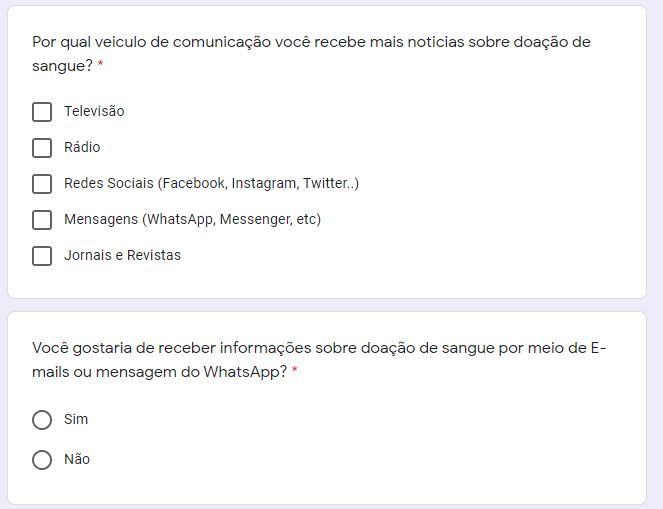 Por qual veiculo de comunicação você recebe mais noticias sobre doação de
sangue? *
Televisão
Rádio
Redes Sociais (Facebook, Instagram, Twitter..)
Mensagens (WhatsApp, Messenger, etc)
Jornais e Revistas
Você gostaria de receber informações sobre doação de sangue por meio de E-
mails ou mensagem do WhatsApp? *
Sim
Não